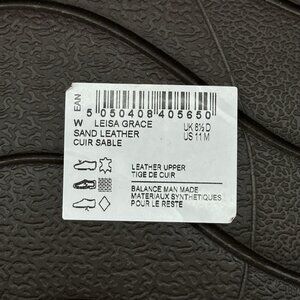 EAN
5 050408 405650
W LEISA GRACE
SAND LEATHER
CUIR SABLE
UK 8½ D
US 11 M
LEATHER UPPER
TIGE DE CUIR
BALANCE MAN MADE
MATERIAUX SYNTHETIQUES
POUR LE RESTE